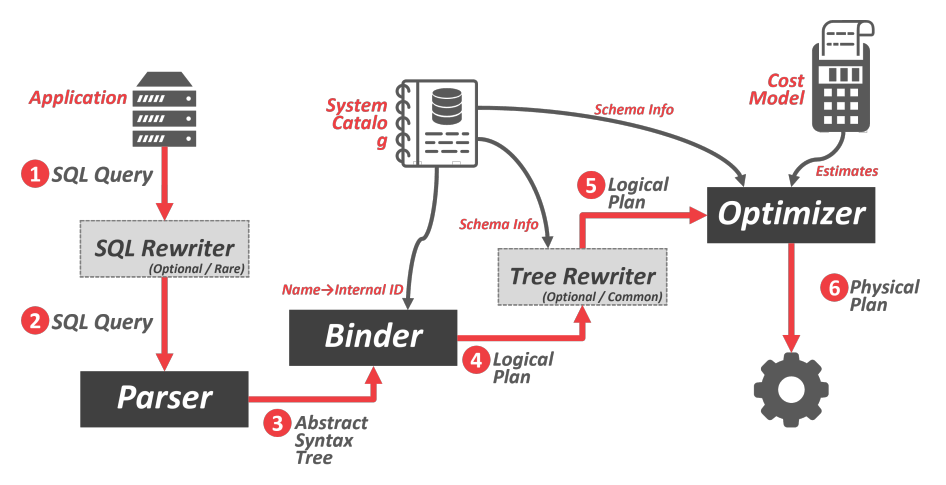 Application
1 SQL Query
SQL Rewriter
(Optional / Rare)
2 SQL Query
Parser
3 Abstract
Syntax
Tree
System
Catalo
g
Name→Internal ID
Binder
4 Logical
Plan
Schema Info
Schema Info
Tree Rewriter
(Optional / Common)
5 Logical
Plan
Cost
Model
Estimates
Optimizer
6 Physical
Plan